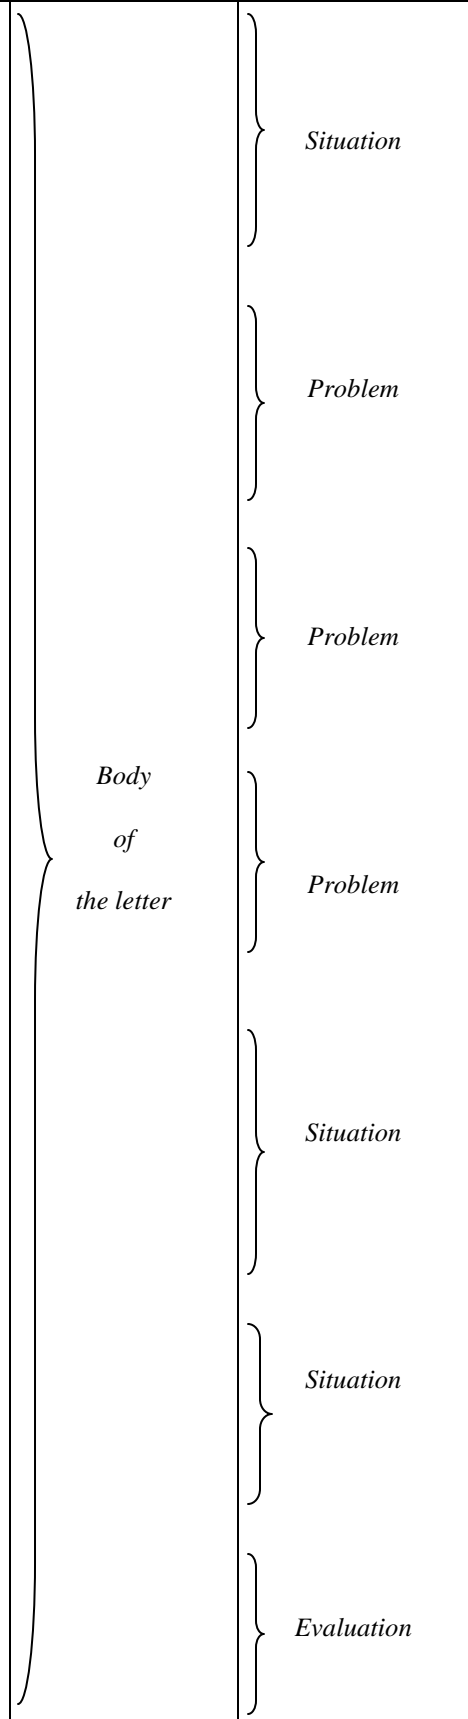 Body
of
the letter
Situation
Problem
Problem
Problem
Situation
Situation
Evaluation